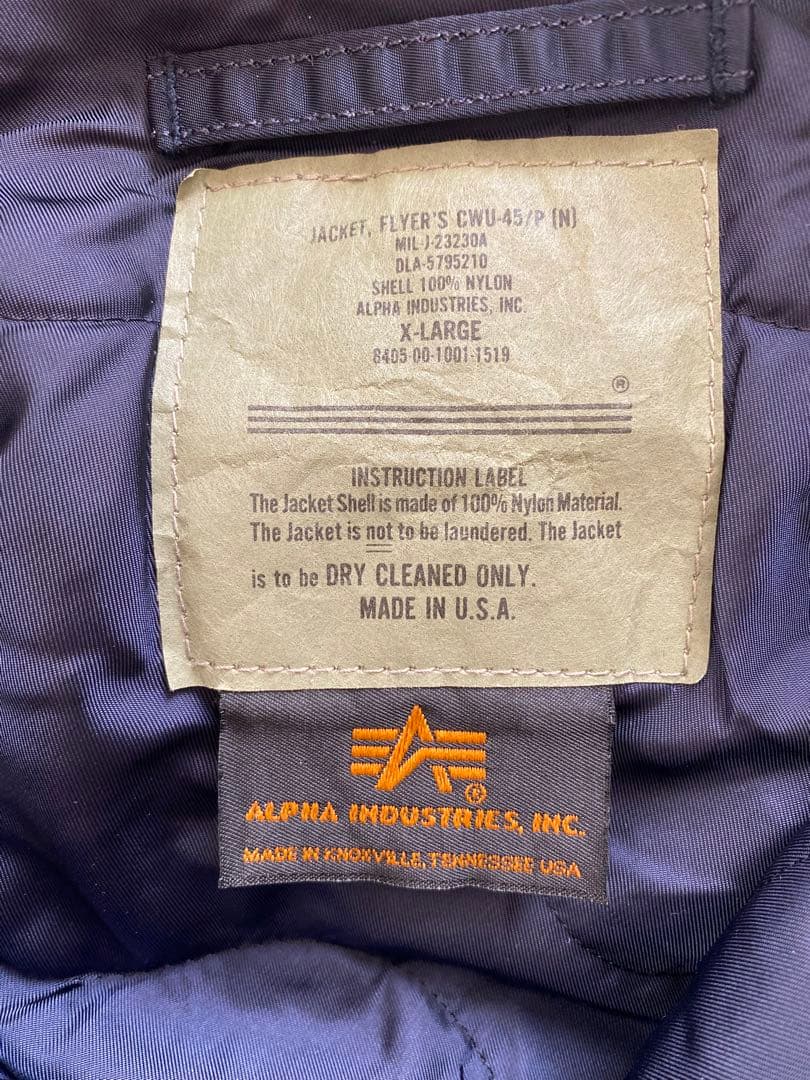 JACKET, FLYER'S CWU-45/P (N)
MIL-J-23230A
DLA-5795210
SHELL 100% NYLON
ALPHA INDUSTRIES, INC.
X-LARGE
8405-00-1001-1519
®
INSTRUCTION LABEL
The Jacket Shell is made of 100% Nylon Material.
The Jacket is not to be laundered. The Jacket
is to be DRY CLEANED ONLY.
MADE IN U.S.A.
®
ALPHA INDUSTRIES, INC.
MADE IN KNOXVILLE, TENNESSEE USA